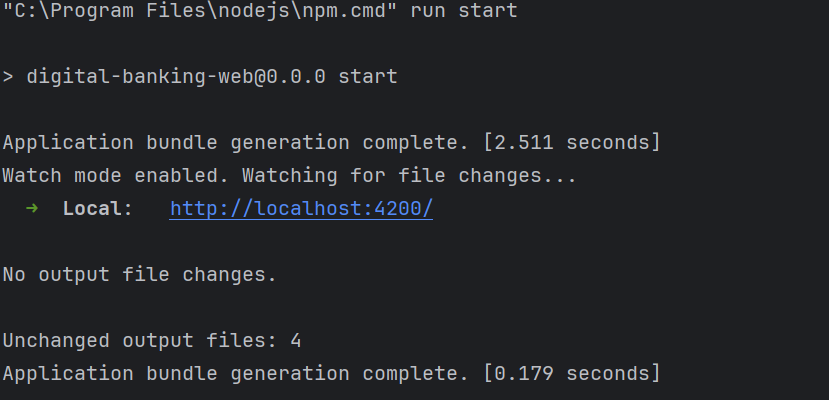 "C:\Program Files\nodejs\npm.cmd" run start
> digital-banking-web@0.0.0 start
Application bundle generation complete. [2.511 seconds]
Watch mode enabled. Watching for file changes...
➜ Local: http://localhost:4200/
No output file changes.
Unchanged output files: 4
Application bundle generation complete. [0.179 seconds]